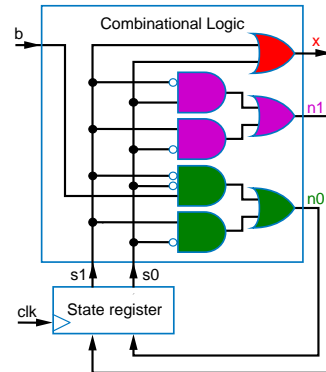 Combinational Logic
b
x
n1
n0
s1
s0
State register
clk